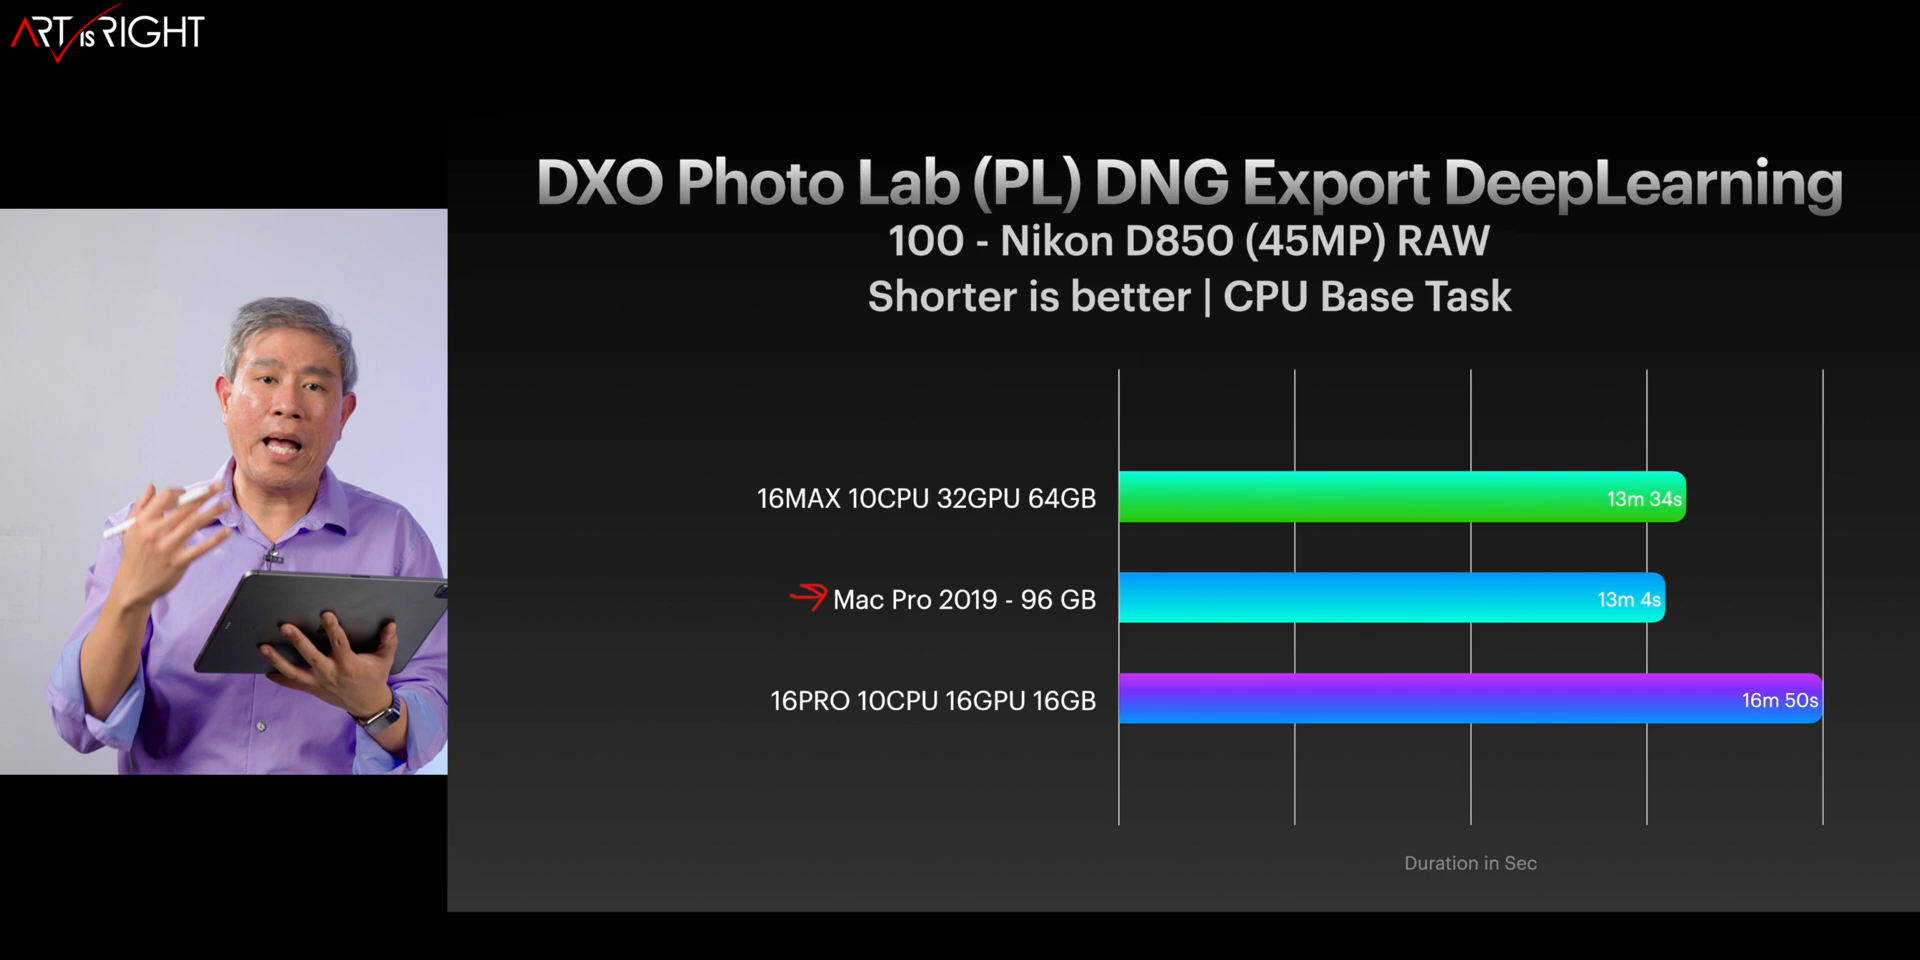 ART IS RIGHT
DXO Photo Lab (PL) DNG Export DeepLearning
100 - Nikon D850 (45MP) RAW
Shorter is better | CPU Base Task
16MAX 10CPU 32GPU 64GB
13m 34s
Mac Pro 2019 - 96 GB
13m 4s
16PRO 10CPU 16GPU 16GB
16m 50s
Duration in Sec